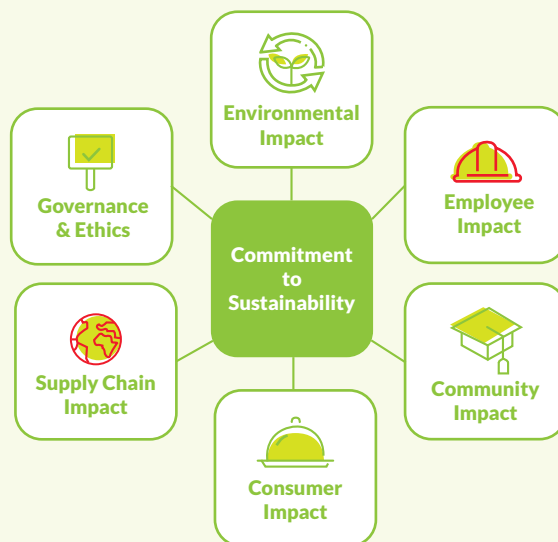 Environmental
Impact
Governance
& Ethics
Employee
Impact
Commitment
to
Sustainability
Supply Chain
Impact
Community
Impact
Consumer
Impact